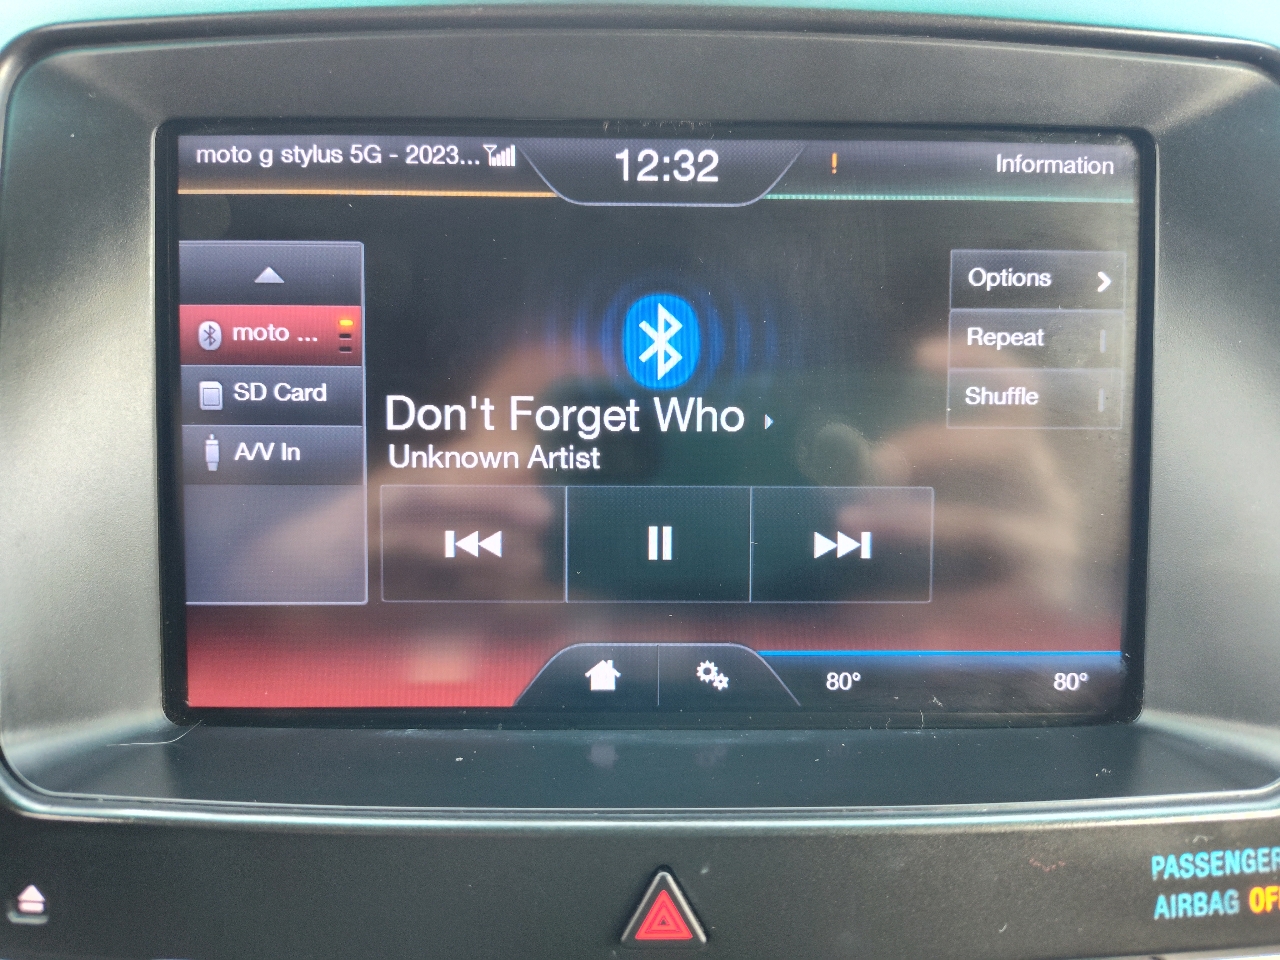 moto g stylus 5G - 2023...
12:32
!
Information
moto ...
SD Card
A/V In
Options
Repeat
Shuffle
Don't Forget Who
Unknown Artist
80°
80°
PASSENGER
AIRBAG OF